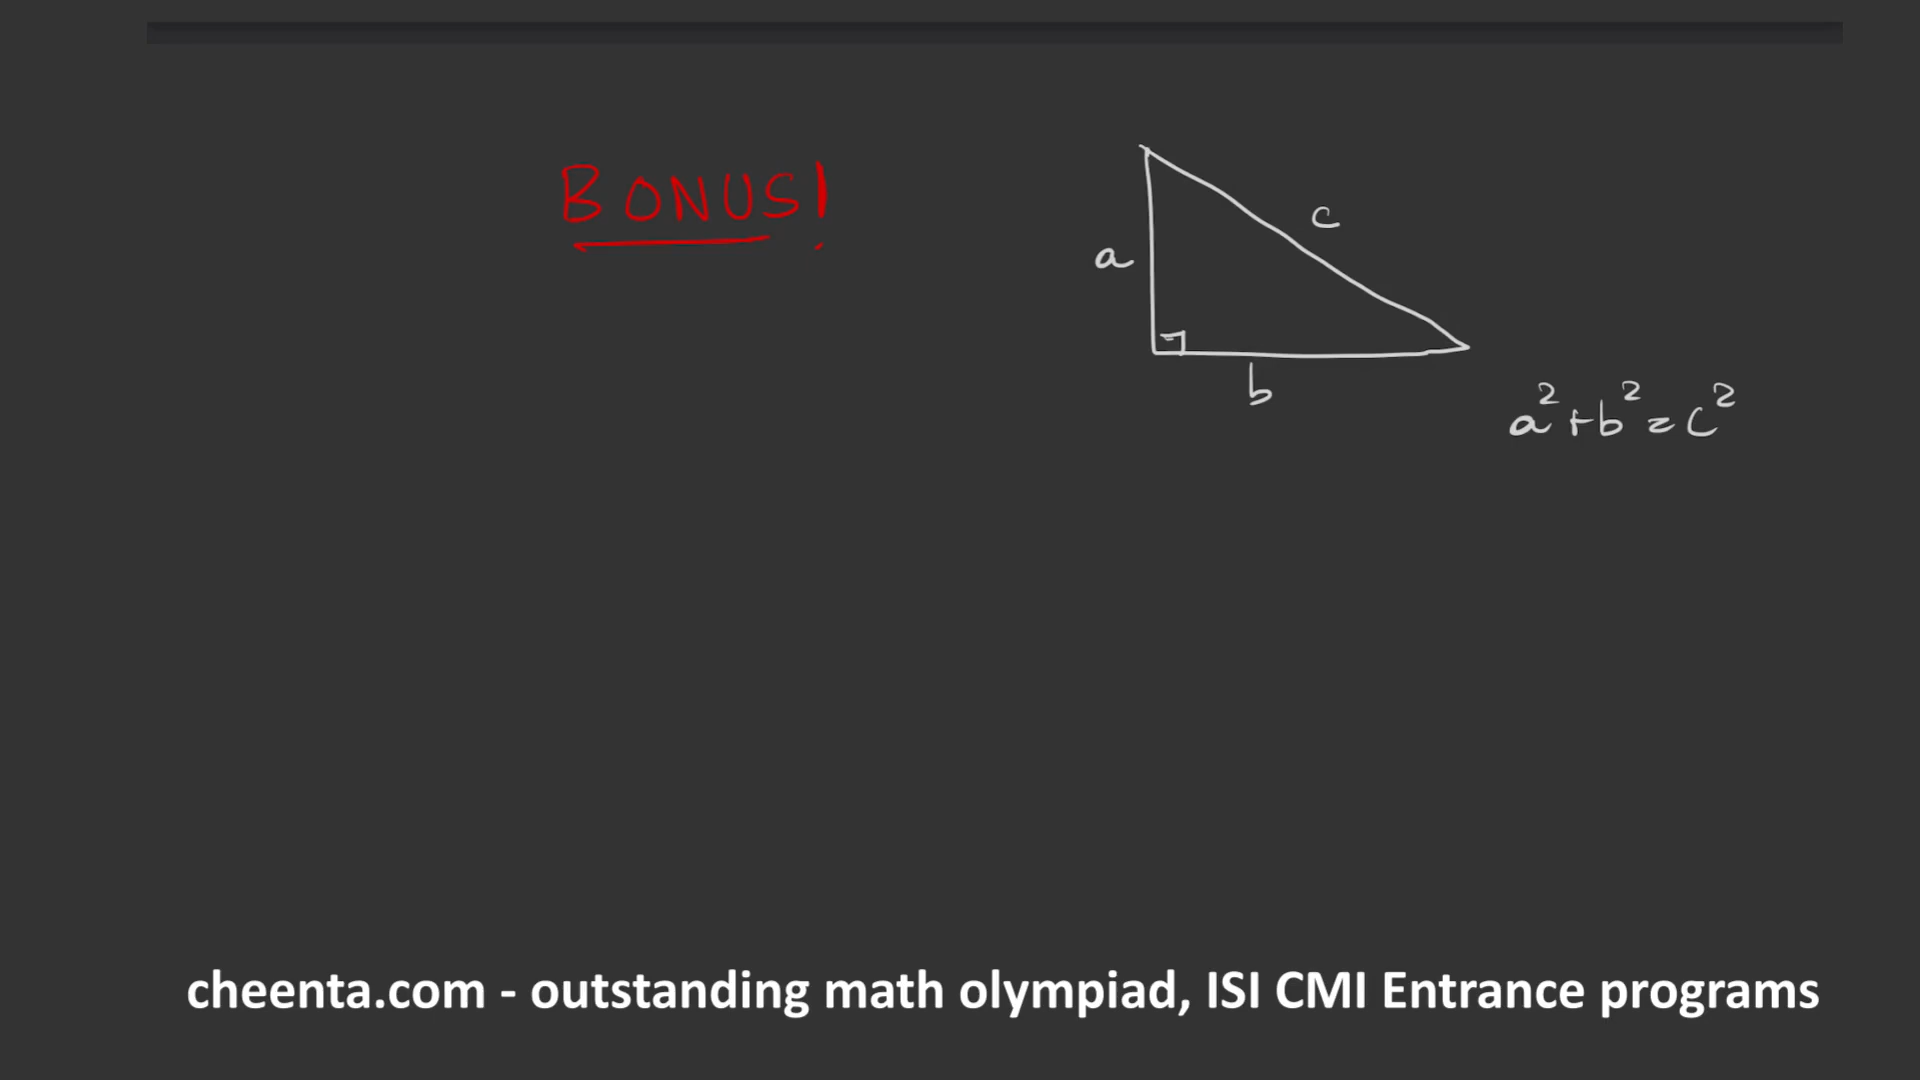 BONUS!
c
a
b
a² + b² = c²
cheenta.com - outstanding math olympiad, ISI CMI Entrance programs